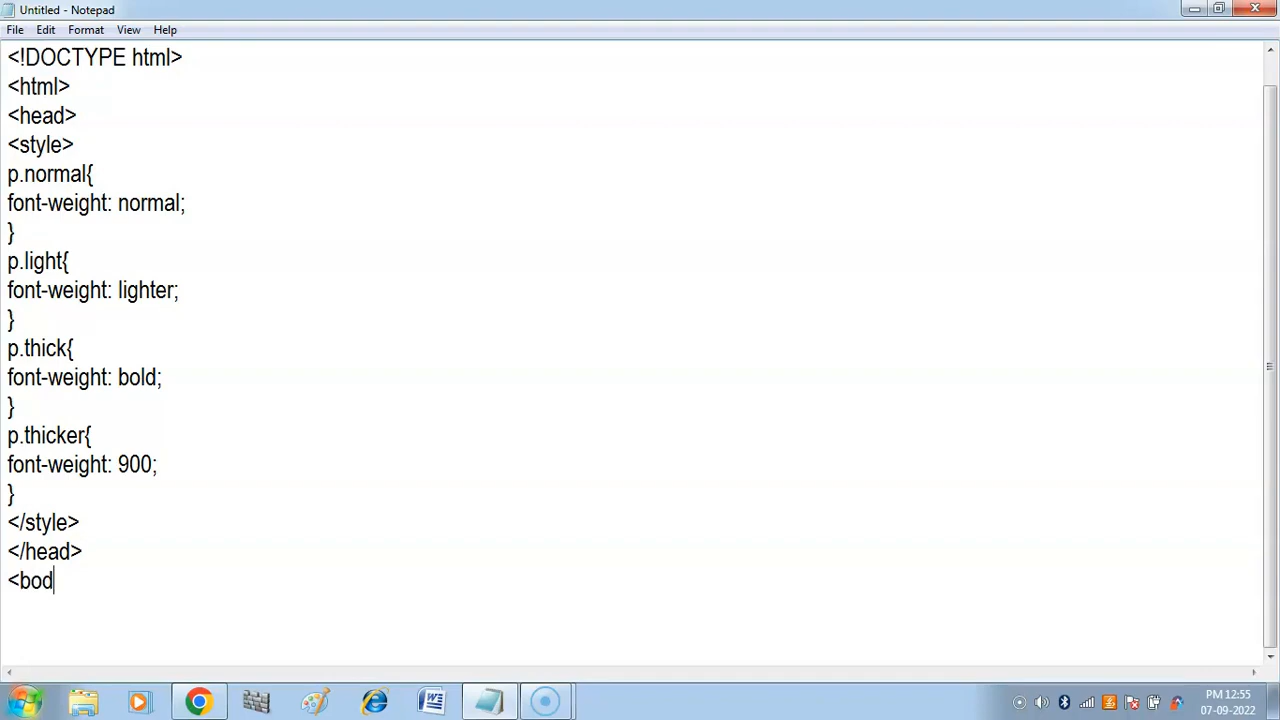 Untitled - Notepad
File Edit Format View Help
<!DOCTYPE html>
<html>
<head>
<style>
p.normal{
font-weight: normal;
}
p.light{
font-weight: lighter;
}
p.thick{
font-weight: bold;
}
p.thicker{
font-weight: 900;
}
</style>
</head>
<bod
PM 12:55
07-09-2022